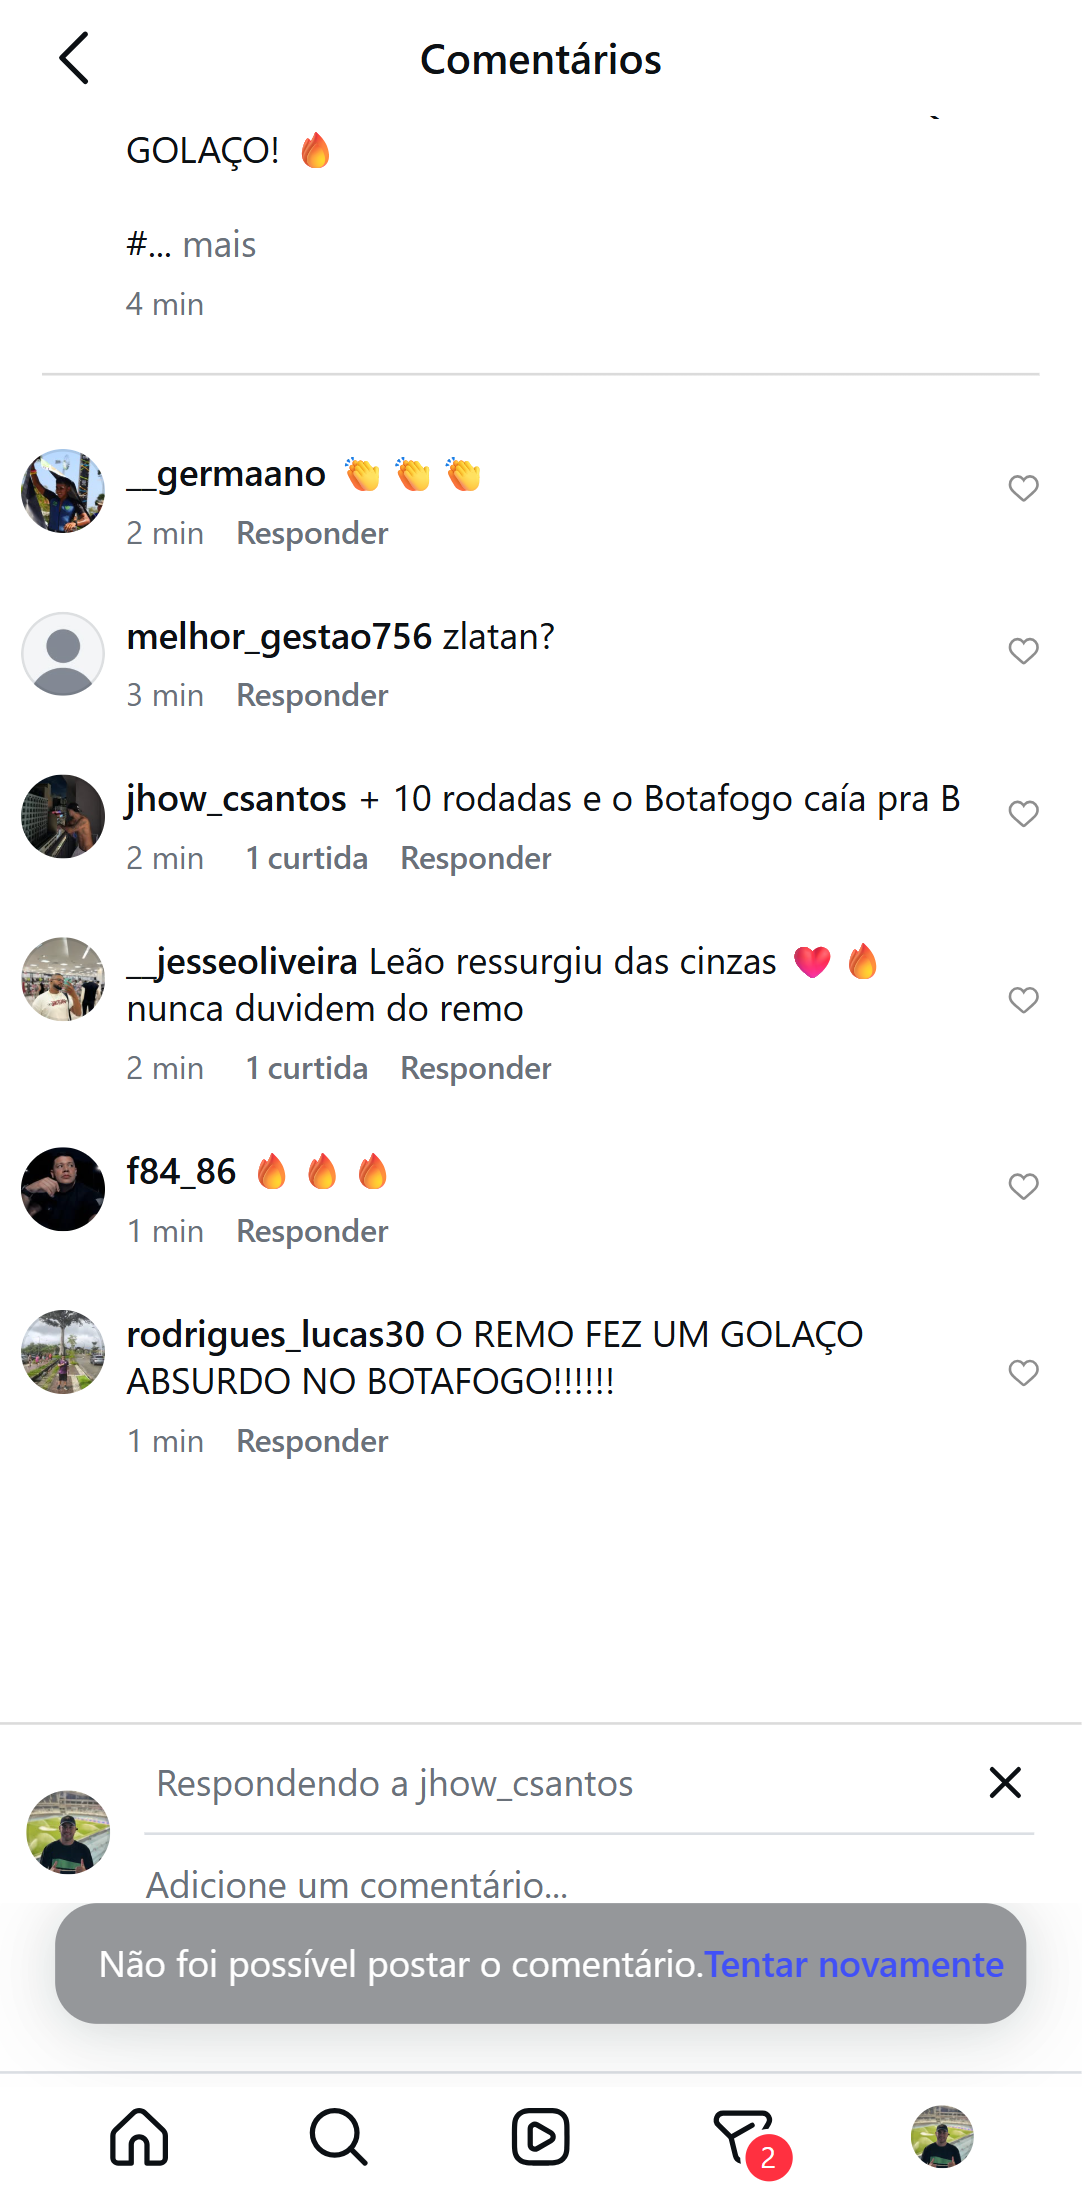 Comentários
GOLAÇO! 🔥
#... mais
4 min
__germaano 👏👏👏
2 min Responder
melhor_gestao756 zlatan?
3 min Responder
jhow_csantos + 10 rodadas e o Botafogo caía pra B
2 min 1 curtida Responder
__jesseoliveira Leão ressurgiu das cinzas ❤️🔥
nunca duvidem do remo
2 min 1 curtida Responder
f84_86 🔥🔥🔥
1 min Responder
rodrigues_lucas30 O REMO FEZ UM GOLAÇO
ABSURDO NO BOTAFOGO!!!!!!
1 min Responder
Respondendo a jhow_csantos
Adicione um comentário...
Não foi possível postar o comentário.Tentar novamente
2